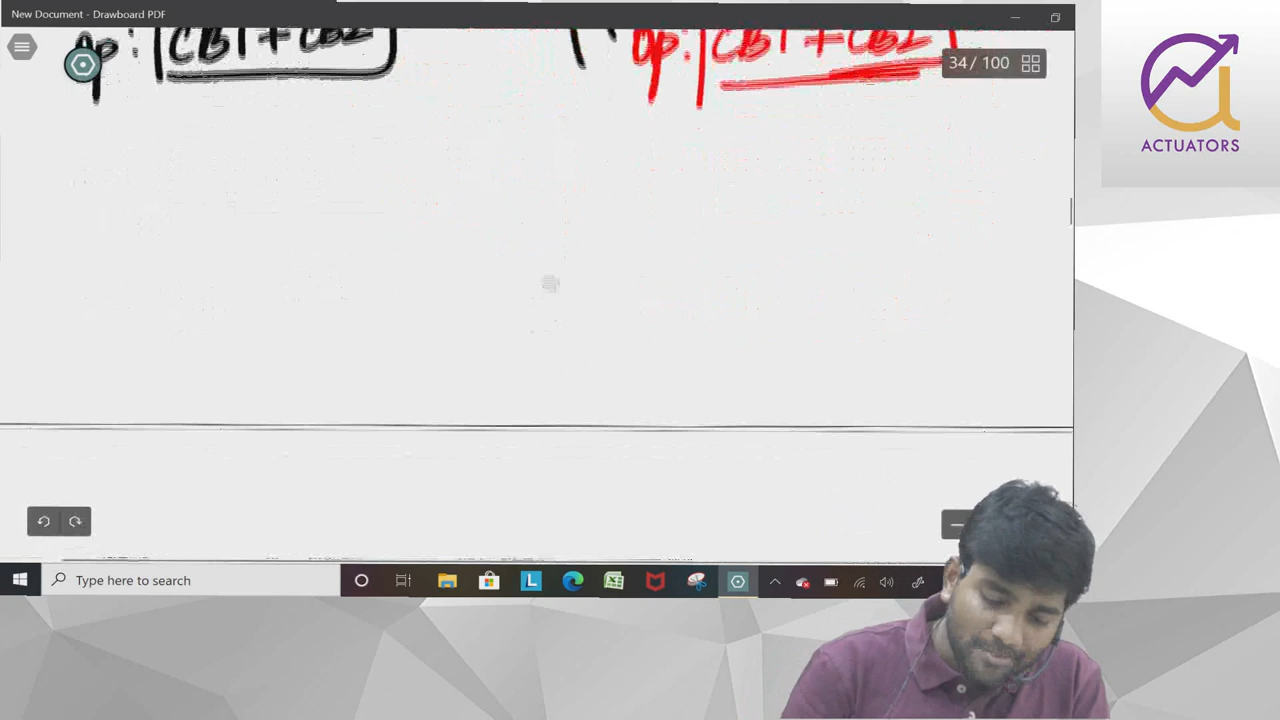 New Document - Drawboard PDF
op: CB1 + CB2
op: CB1 + CB2
34 / 100
ACTUATORS
Type here to search